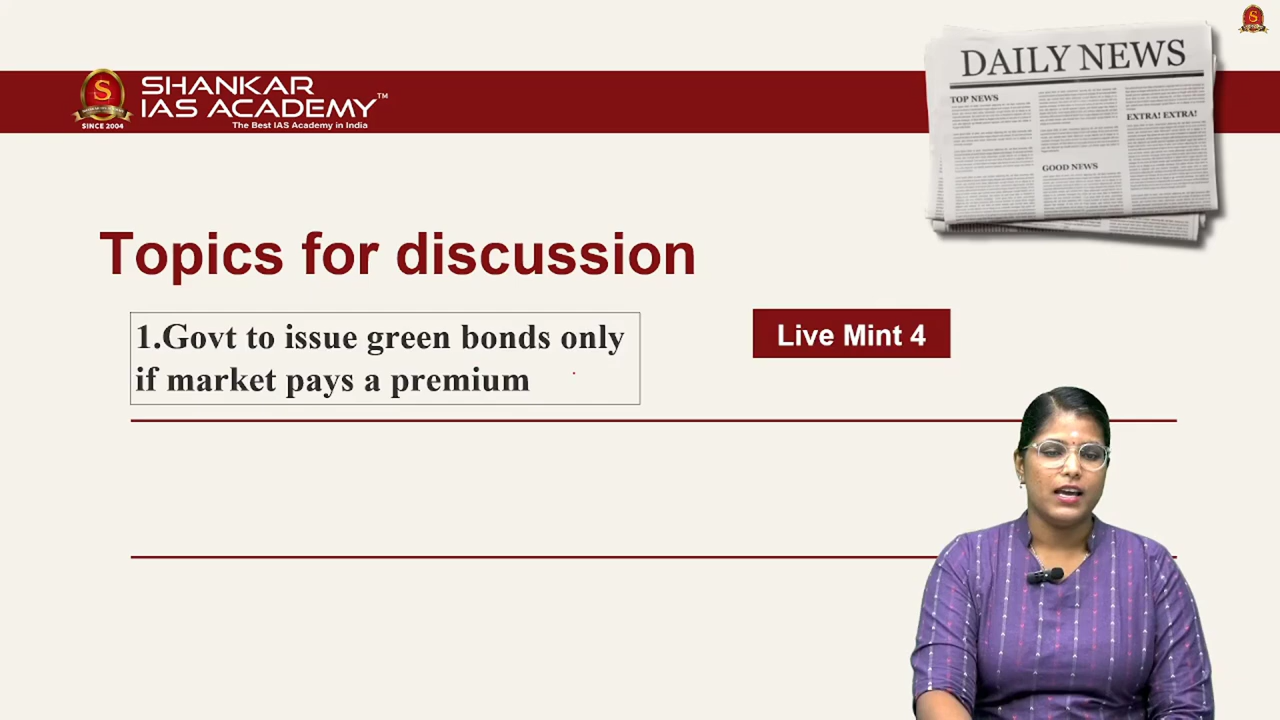 SHANKAR
IAS ACADEMY™
The Best IAS Academy in India
SINCE 2004
DAILY NEWS
TOP NEWS
EXTRA! EXTRA!
GOOD NEWS
Topics for discussion
1.Govt to issue green bonds only
if market pays a premium
Live Mint 4